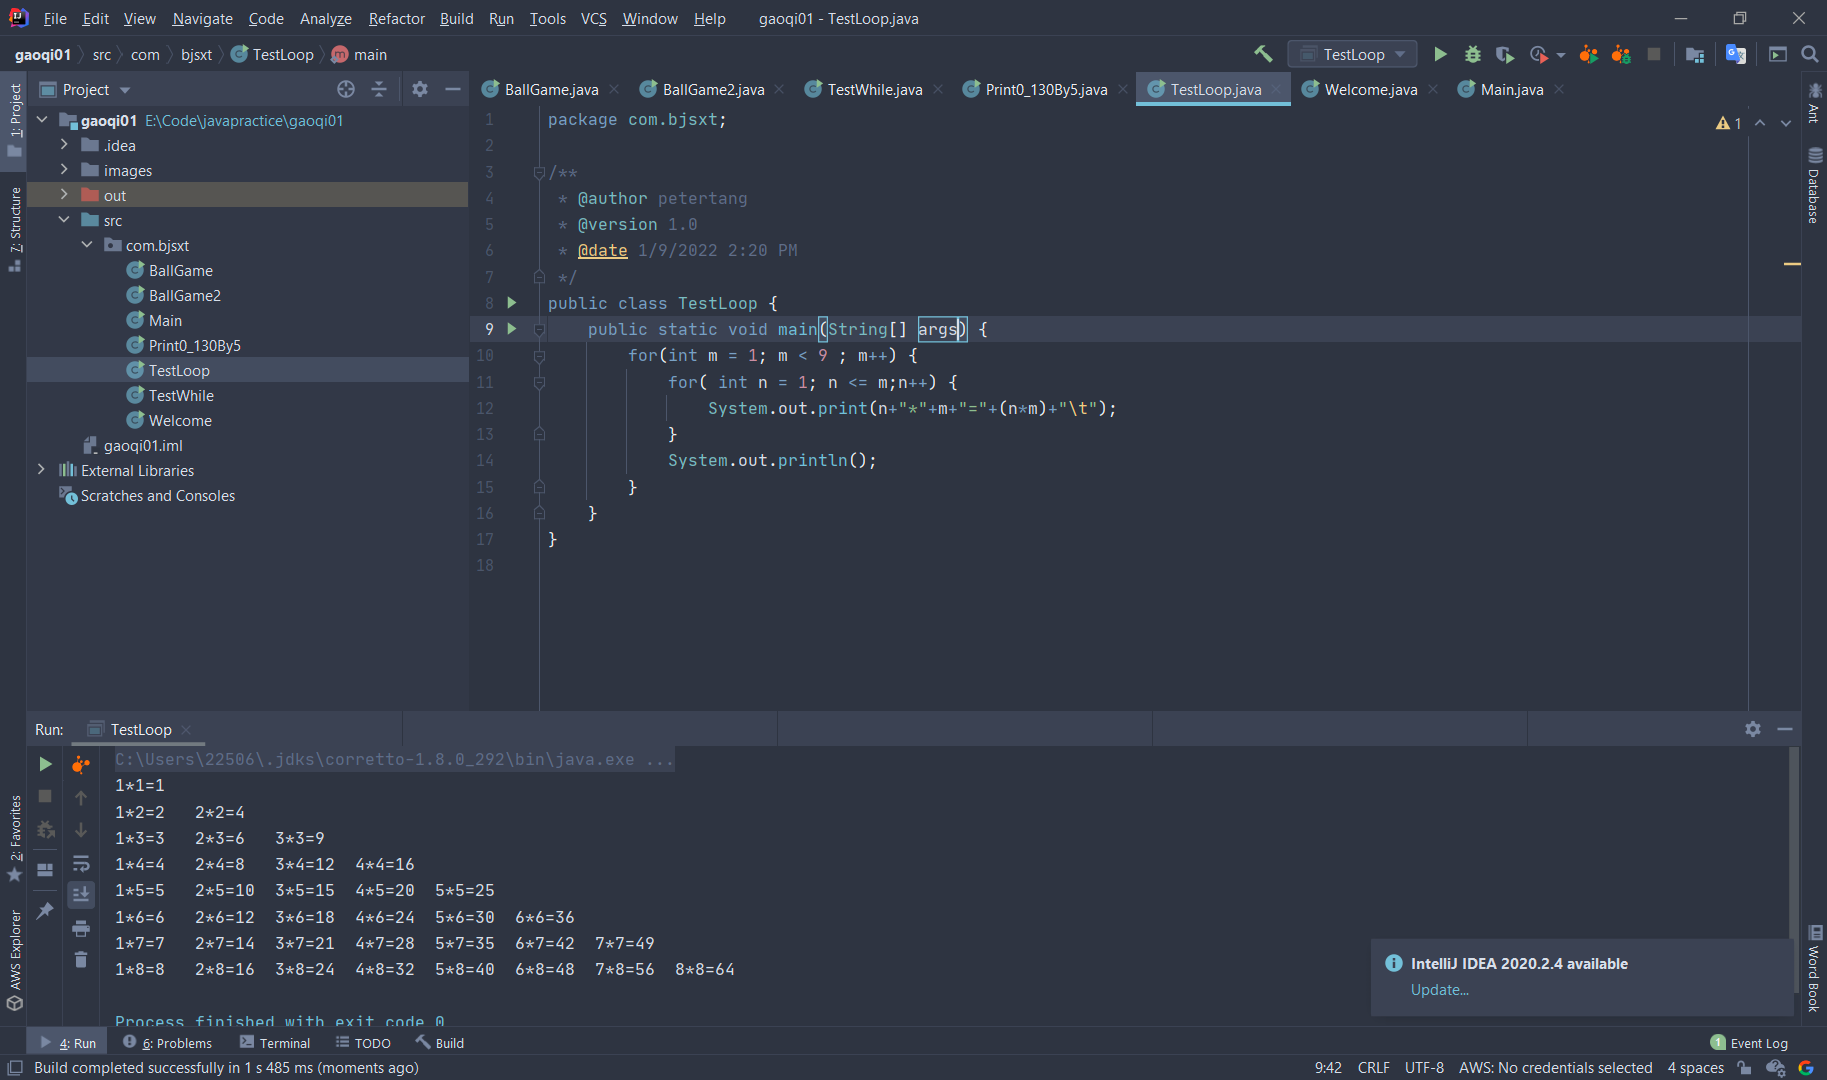 File Edit View Navigate Code Analyze Refactor Build Run Tools VCS Window Help gaoqi01 - TestLoop.java
gaoqi01 src com bjsxt TestLoop main TestLoop
1: Project
7: Structure
2: Favorites
AWS Explorer
Project
gaoqi01 E:\Code\javapractice\gaoqi01
.idea
images
out
src
com.bjsxt
BallGame
BallGame2
Main
Print0_130By5
TestLoop
TestWhile
Welcome
gaoqi01.iml
External Libraries
Scratches and Consoles
BallGame.java BallGame2.java TestWhile.java Print0_130By5.java TestLoop.java Welcome.java Main.java
1 package com.bjsxt;
2
3 /**
4 * @author petertang
5 * @version 1.0
6 * @date 1/9/2022 2:20 PM
7 */
8 public class TestLoop {
9 public static void main(String[] args) {
10 for(int m = 1; m < 9 ; m++) {
11 for( int n = 1; n <= m;n++) {
12 System.out.print(n+"*"+m+"="+(n*m)+"\t");
13 }
14 System.out.println();
15 }
16 }
17 }
18
1
Ant
Database
Word Book
Run: TestLoop
C:\Users\22506\.jdks\corretto-1.8.0_292\bin\java.exe ...
1*1=1
1*2=2 2*2=4
1*3=3 2*3=6 3*3=9
1*4=4 2*4=8 3*4=12 4*4=16
1*5=5 2*5=10 3*5=15 4*5=20 5*5=25
1*6=6 2*6=12 3*6=18 4*6=24 5*6=30 6*6=36
1*7=7 2*7=14 3*7=21 4*7=28 5*7=35 6*7=42 7*7=49
1*8=8 2*8=16 3*8=24 4*8=32 5*8=40 6*8=48 7*8=56 8*8=64
Process finished with exit code 0
IntelliJ IDEA 2020.2.4 available
Update...
4: Run 6: Problems Terminal TODO Build 1 Event Log
Build completed successfully in 1 s 485 ms (moments ago) 9:42 CRLF UTF-8 AWS: No credentials selected 4 spaces